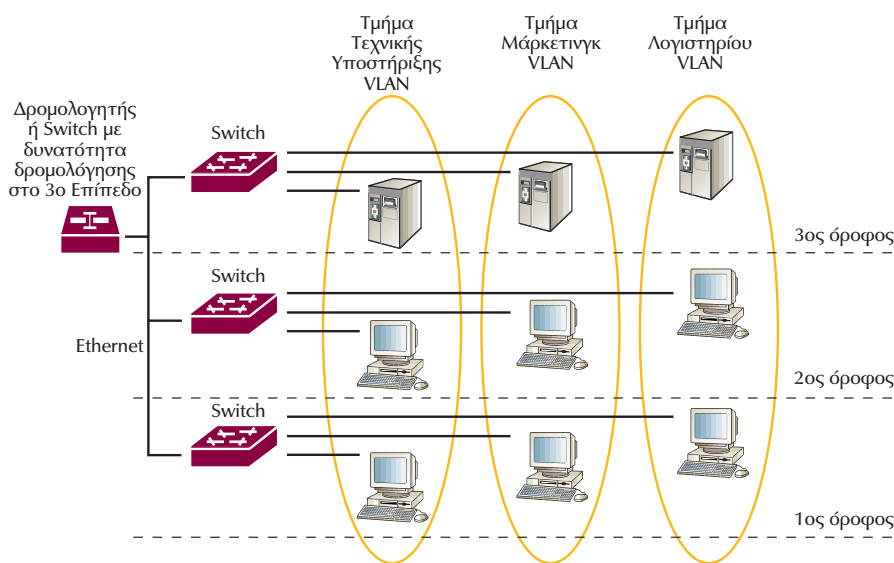 Τμήμα
Τεχνικής
Υποστήριξης
VLAN
Τμήμα
Μάρκετινγκ
VLAN
Τμήμα
Λογιστηρίου
VLAN
Δρομολογητής
ή Switch με
δυνατότητα
δρομολόγησης
στο 3ο Επίπεδο
Switch
3ος όροφος
Switch
Ethernet
2ος όροφος
Switch
1ος όροφος